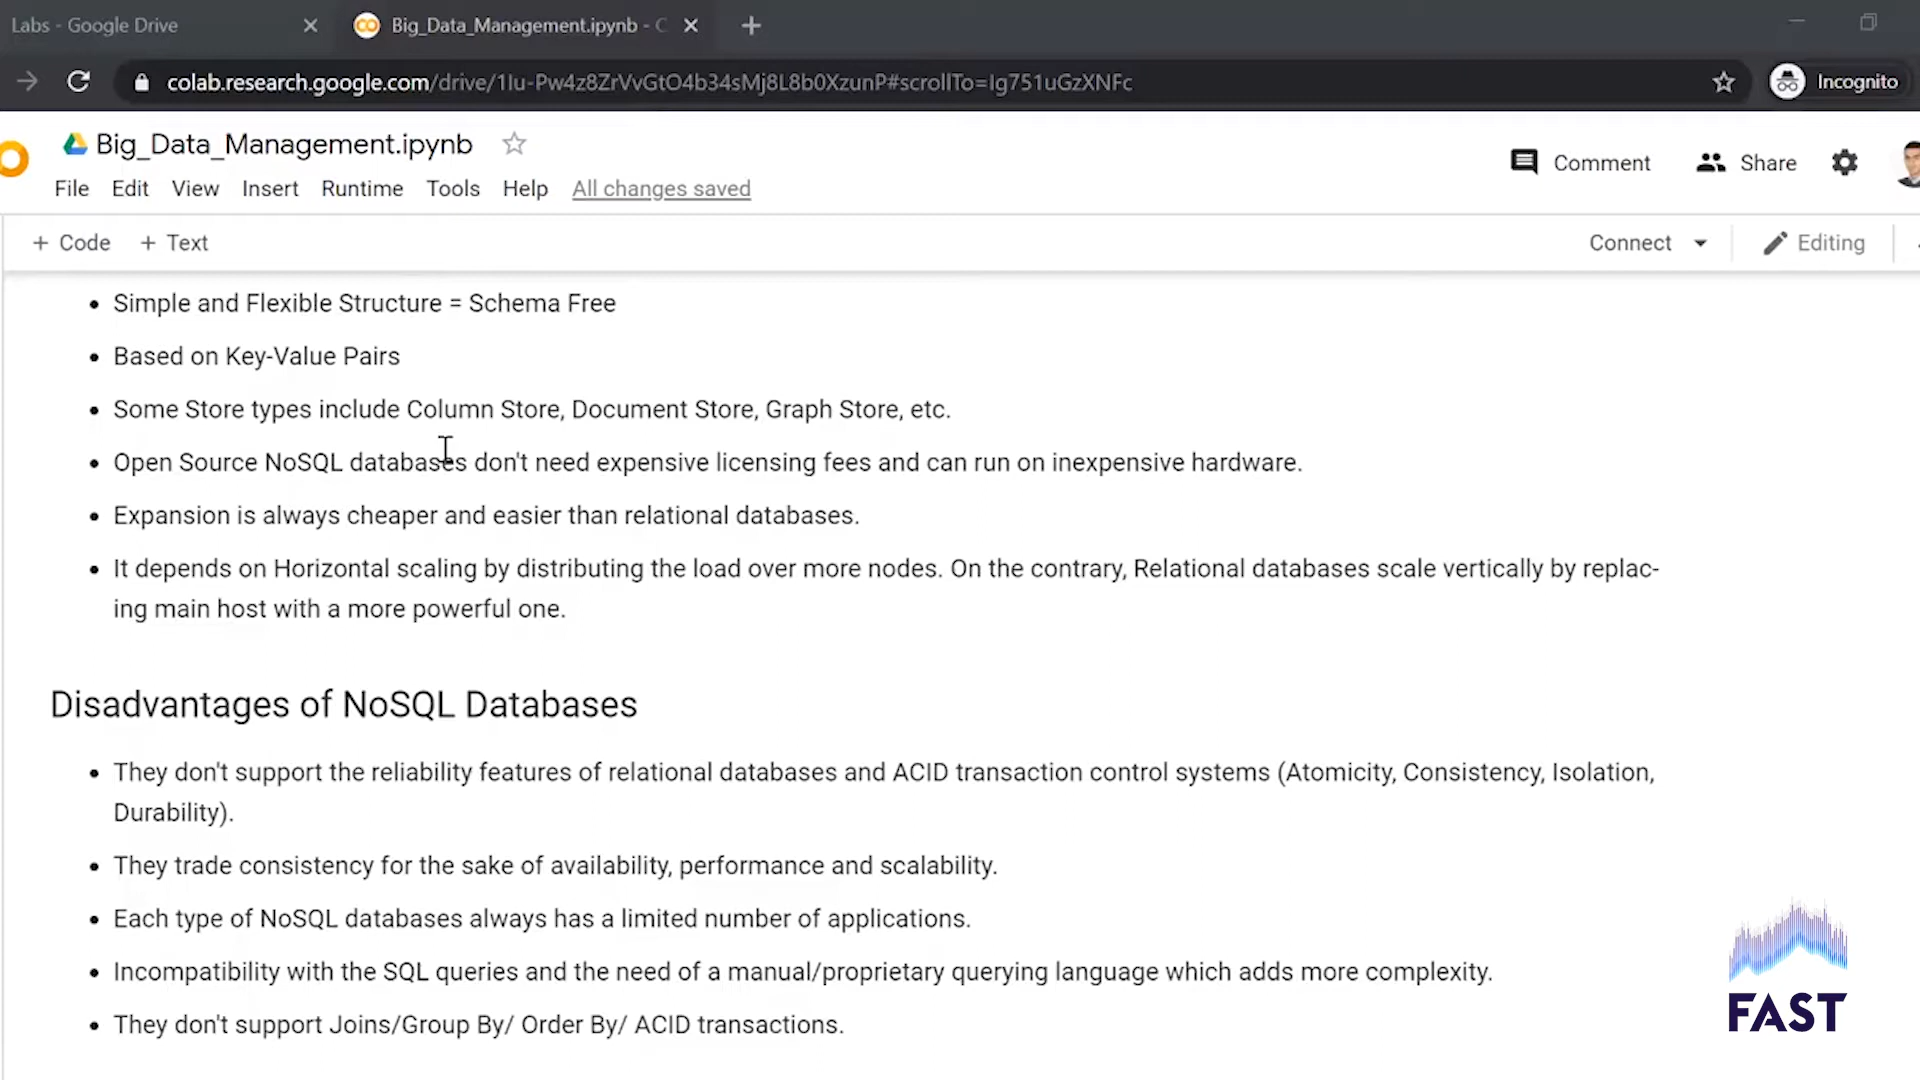 Labs - Google Drive
Big_Data_Management.ipynb - C
colab.research.google.com/drive/1Iu-Pw4z8ZrVvGtO4b34sMj8L8b0XzunP#scrollTo=Ig751uGzXNFc
Incognito
Big_Data_Management.ipynb
Comment
Share
File Edit View Insert Runtime Tools Help All changes saved
+ Code + Text
Connect
Editing
• Simple and Flexible Structure = Schema Free
• Based on Key-Value Pairs
• Some Store types include Column Store, Document Store, Graph Store, etc.
• Open Source NoSQL databases don't need expensive licensing fees and can run on inexpensive hardware.
• Expansion is always cheaper and easier than relational databases.
• It depends on Horizontal scaling by distributing the load over more nodes. On the contrary, Relational databases scale vertically by replac-
ing main host with a more powerful one.
Disadvantages of NoSQL Databases
• They don't support the reliability features of relational databases and ACID transaction control systems (Atomicity, Consistency, Isolation,
Durability).
• They trade consistency for the sake of availability, performance and scalability.
• Each type of NoSQL databases always has a limited number of applications.
• Incompatibility with the SQL queries and the need of a manual/proprietary querying language which adds more complexity.
• They don't support Joins/Group By/ Order By/ ACID transactions.
FAST